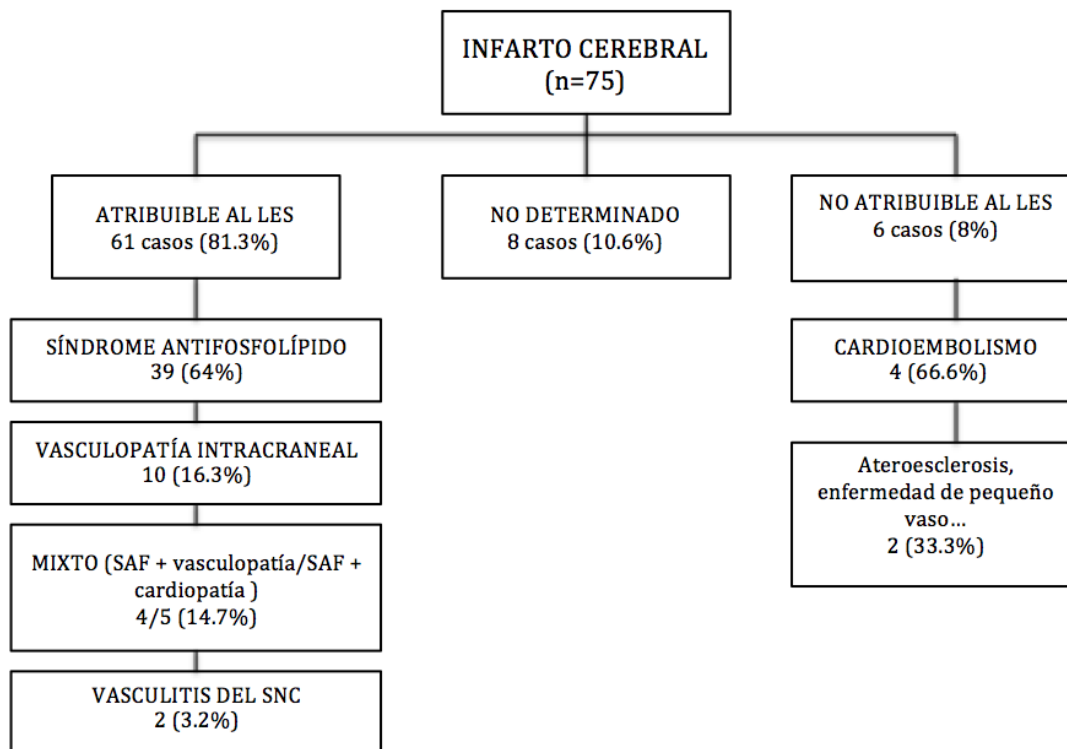 INFARTO CEREBRAL
(n=75)
ATRIBUIBLE AL LES
61 casos (81.3%)
NO DETERMINADO
8 casos (10.6%)
NO ATRIBUIBLE AL LES
6 casos (8%)
SÍNDROME ANTIFOSFOLÍPIDO
39 (64%)
VASCULOPATÍA INTRACRANEAL
10 (16.3%)
MIXTO (SAF + vasculopatía/SAF +
cardiopatía )
4/5 (14.7%)
VASCULITIS DEL SNC
2 (3.2%)
CARDIOEMBOLISMO
4 (66.6%)
Ateroesclerosis,
enfermedad de pequeño
vaso...
2 (33.3%)